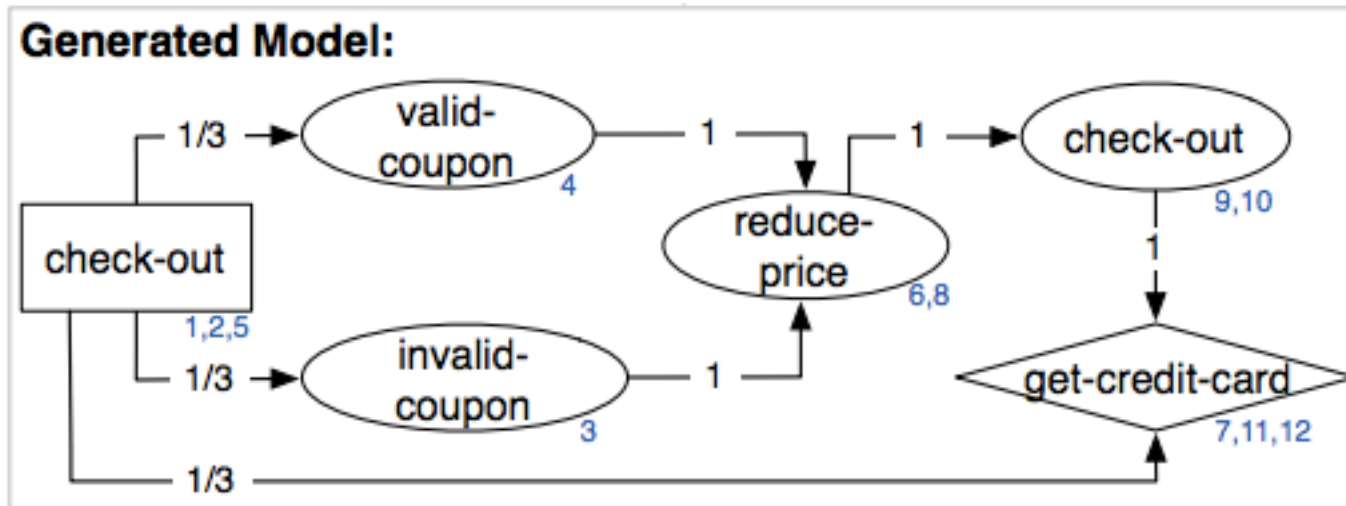 Generated Model:
valid-
coupon
4
1/3
1
1
check-out
9,10
reduce-
price
6,8
check-out
1,2,5
1
1/3
invalid-
coupon
3
1
get-credit-card
7,11,12
1/3